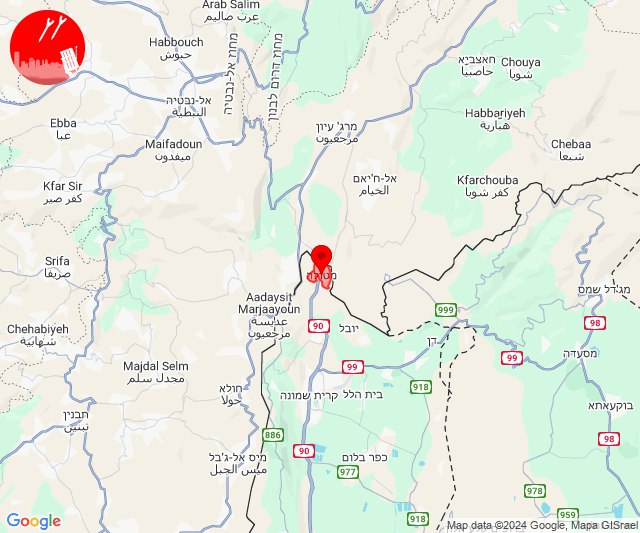 Arab Salim
عرب صاليم
Habbouch
حبوش
מחוז אל-נבטיה
محافظة النبطية
מחוז דרום לבנון
חאצביא
حاصبيا
Chouya
شويا
אל-נבטיה
النبطية
Ebba
عبا
Habbariyeh
هبارية
מרג' עיון
مرجعيون
Maifadoun
ميفدون
Chebaa
شبعا
אל-ח'יאם
الخيام
Kfarchouba
كفر شوبا
Kfar Sir
كفر صير
Srifa
صريفا
מטולה
מג'דל שמס
Aadaysit
Marjaayoun
عديسة
مرجعيون
999
98
Chehabiyeh
شهابية
90
יובל
דן
99
מסעדה
Majdal Selm
مجدل سلم
99
918
חולא
حولا
קרית שמונה
בית הלל
בוקעאתא
תבנין
تبنين
886
98
מיס אל-ג'בל
ميس الجبل
90
כפר בלום
977
978
918
959
Google
Map data ©2024 Google, Mapa GISrael